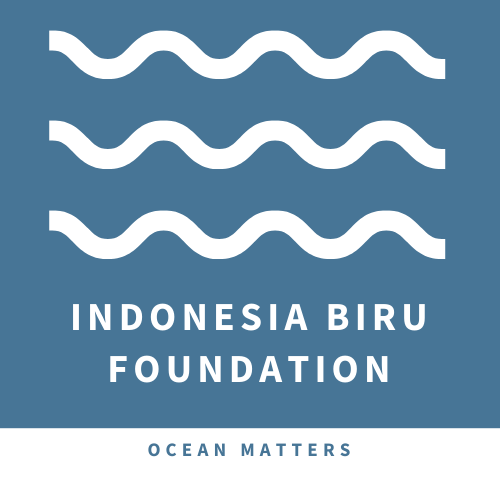 INDONESIA BIRU
FOUNDATION
OCEAN MATTERS